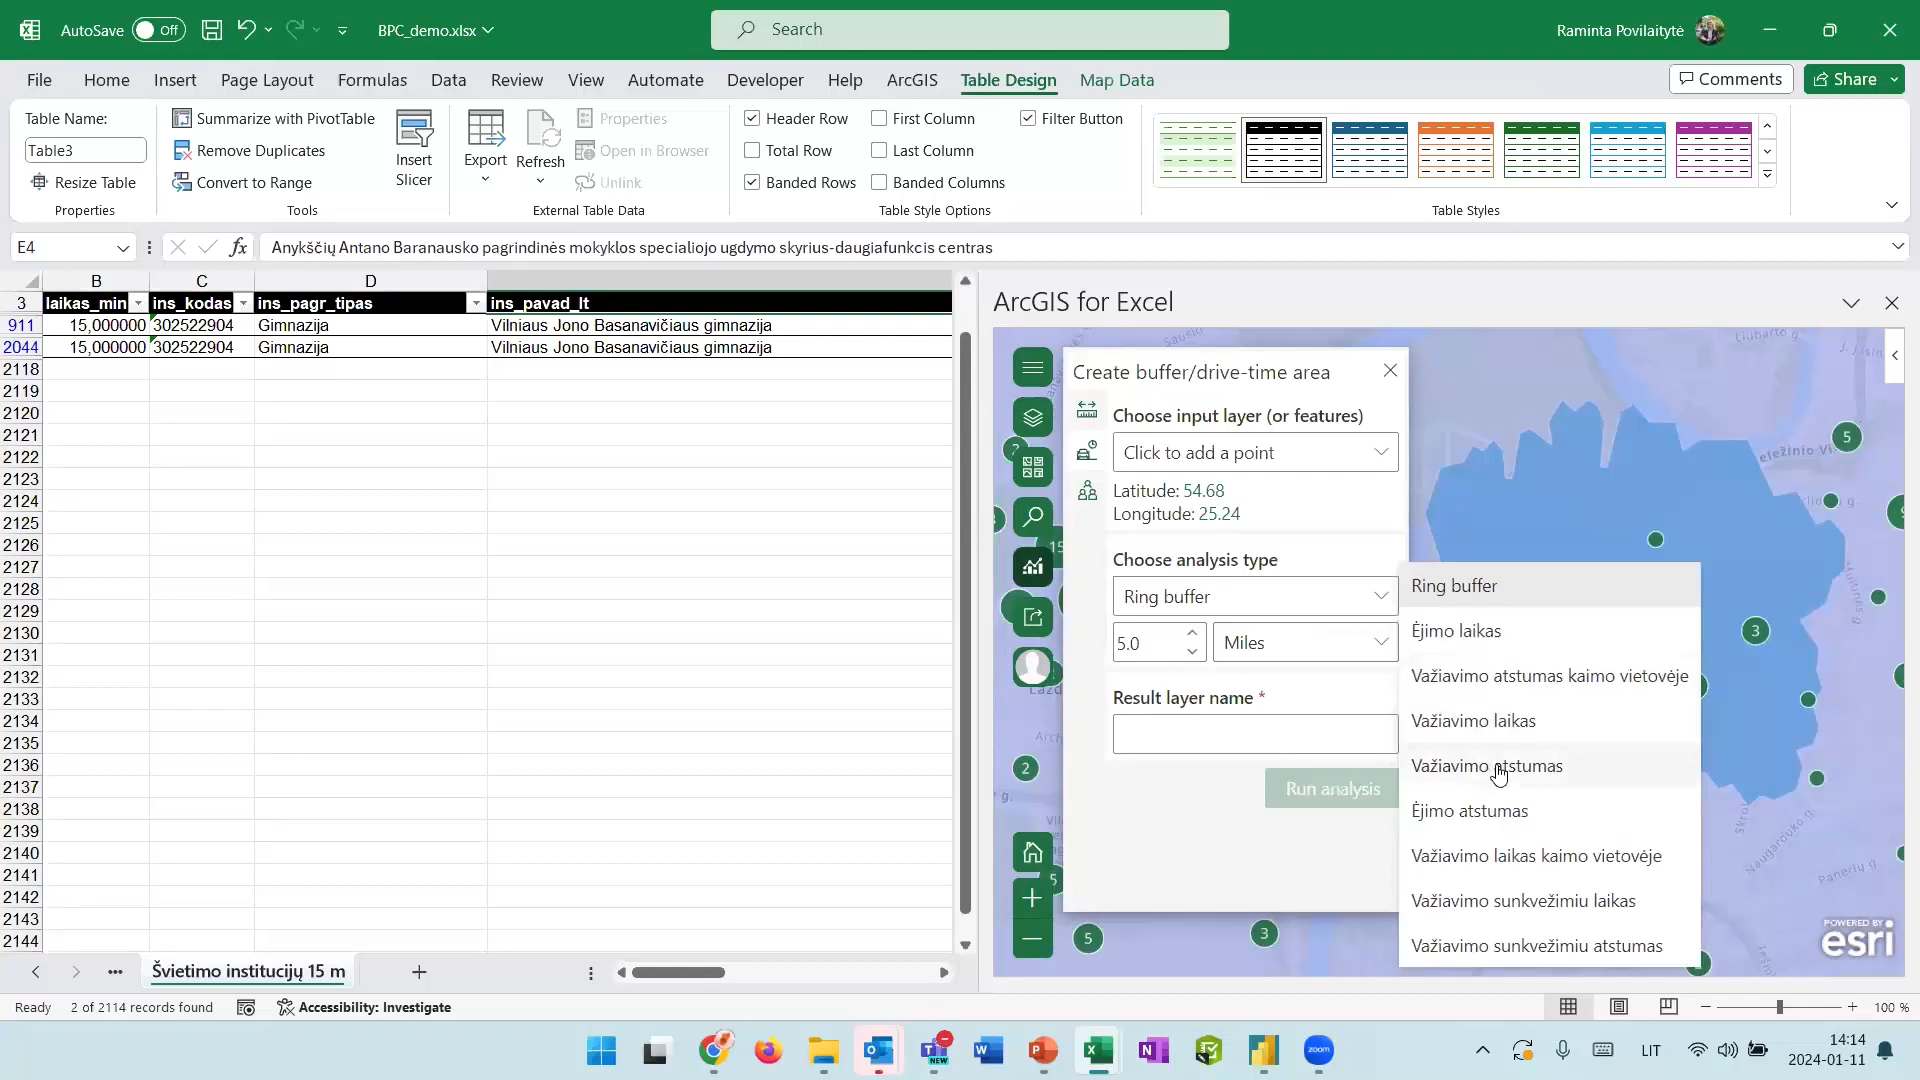 AutoSave Off
BPC_demo.xlsx
Search
Raminta Povilaitytė
File Home Insert Page Layout Formulas Data Review View Automate Developer Help ArcGIS Table Design Map Data
Comments Share
Table Name:
Table3
Resize Table
Properties
Summarize with PivotTable
Remove Duplicates
Convert to Range
Tools
Insert
Slicer
Export
Refresh
Properties
Open in Browser
Unlink
External Table Data
Header Row
Total Row
Banded Rows
First Column
Last Column
Banded Columns
Filter Button
Table Style Options
Table Styles
E4
fx
Anykščių Antano Baranausko pagrindinės mokyklos specialiojo ugdymo skyrius-daugiafunkcis centras
B C D
3 laikas_min ins_kodas ins_pagr_tipas ins_pavad_lt
911 15,000000 302522904 Gimnazija Vilniaus Jono Basanavičiaus gimnazija
2044 15,000000 302522904 Gimnazija Vilniaus Jono Basanavičiaus gimnazija
2118
2119
2120
2121
2122
2123
2124
2125
2126
2127
2128
2129
2130
2131
2132
2133
2134
2135
2136
2137
2138
2139
2140
2141
2142
2143
2144
ArcGIS for Excel
Create buffer/drive-time area
Choose input layer (or features)
Click to add a point
Latitude: 54.68
Longitude: 25.24
Choose analysis type
Ring buffer
5.0 Miles
Result layer name *
Run analysis
Ring buffer
Ėjimo laikas
Važiavimo atstumas kaimo vietovėje
Važiavimo laikas
Važiavimo atstumas
Ėjimo atstumas
Važiavimo laikas kaimo vietovėje
Važiavimo sunkvežimiu laikas
Važiavimo sunkvežimiu atstumas
5
3
2
5
5
3
Liubarto g.
Panerių g.
Naugarduko g.
POWERED BY
esri
Švietimo institucijų 15 m
Ready 2 of 2114 records found Accessibility: Investigate
100 %
NEW
zoom
LIT
14:14
2024-01-11